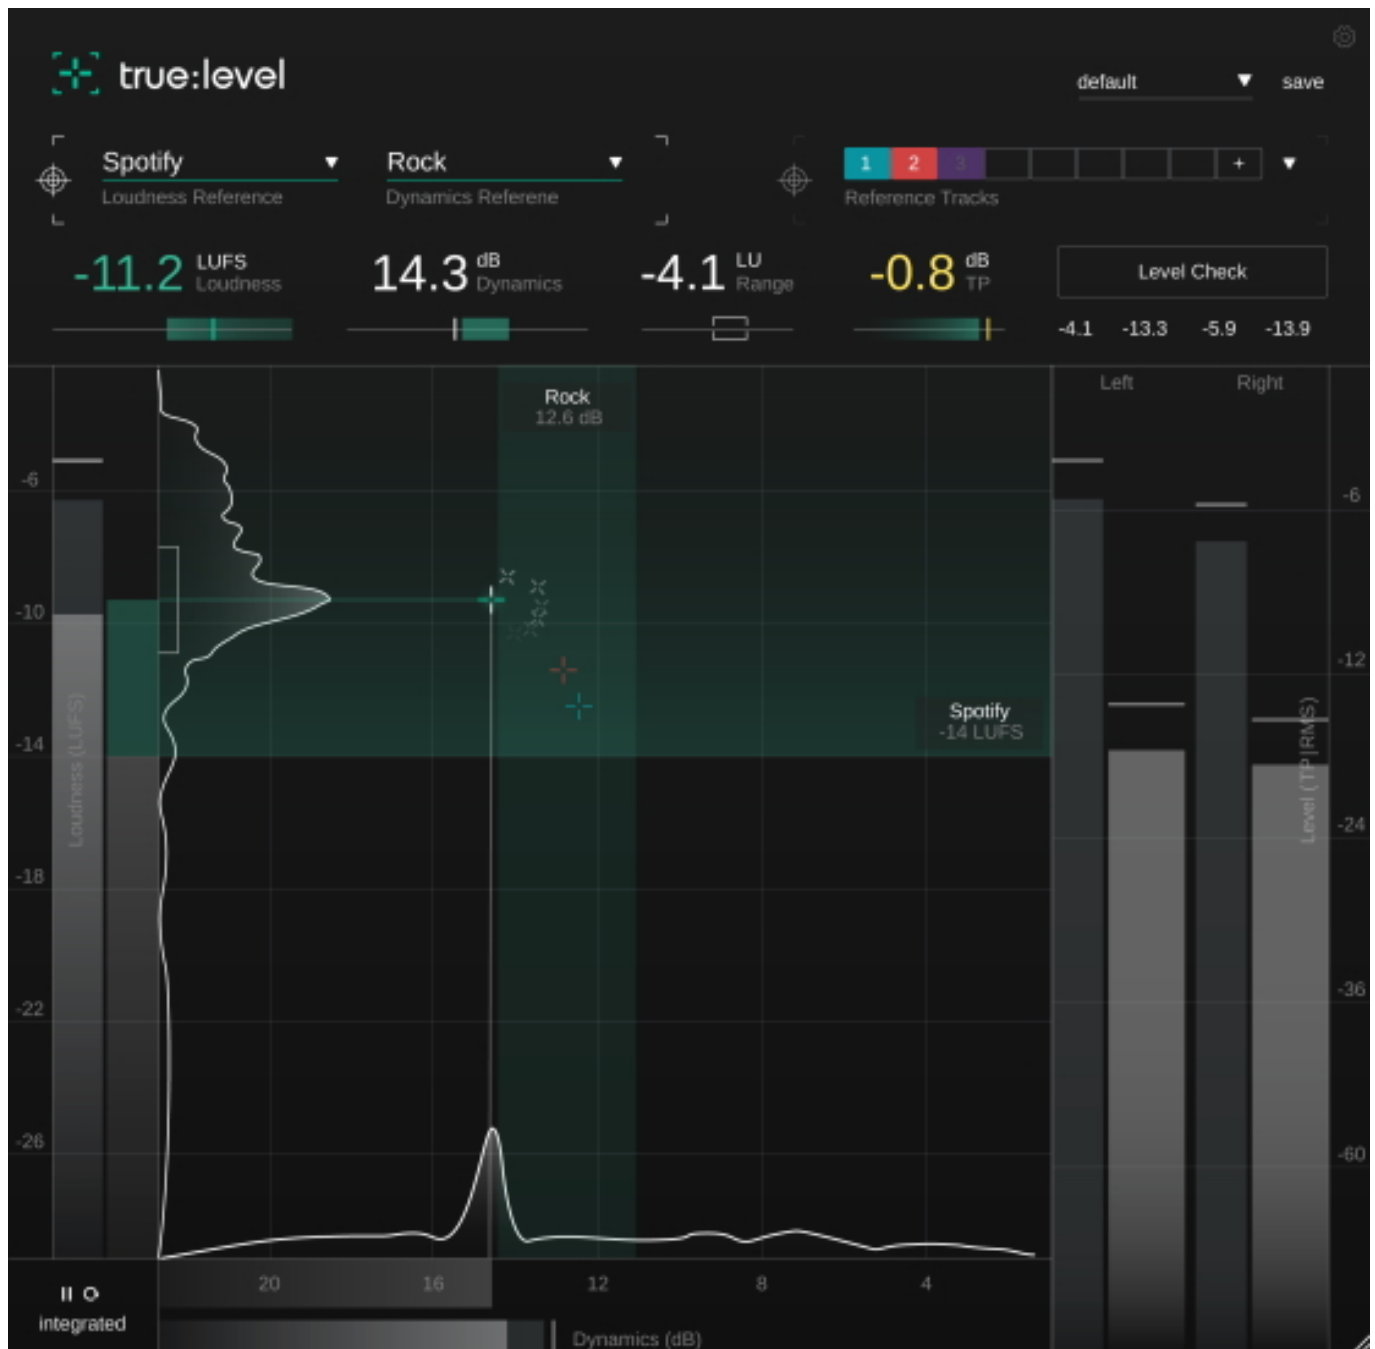 true:level
default
save
Spotify
Rock
1 2 3 +
Loudness Reference
Dynamics Referene
Reference Tracks
-11.2 LUFS Loudness
14.3 dB Dynamics
-4.1 LU Range
-0.8 dB TP
Level Check
-4.1 -13.3 -5.9 -13.9
Left Right
Rock
12.6 dB
-6
-10
-14
-18
-22
-26
Loudness (LUFS)
Spotify
-14 LUFS
-6
-12
-24
-36
-60
Level (TP|RMS)
20 16 12 8 4
integrated
Dynamics (dB)